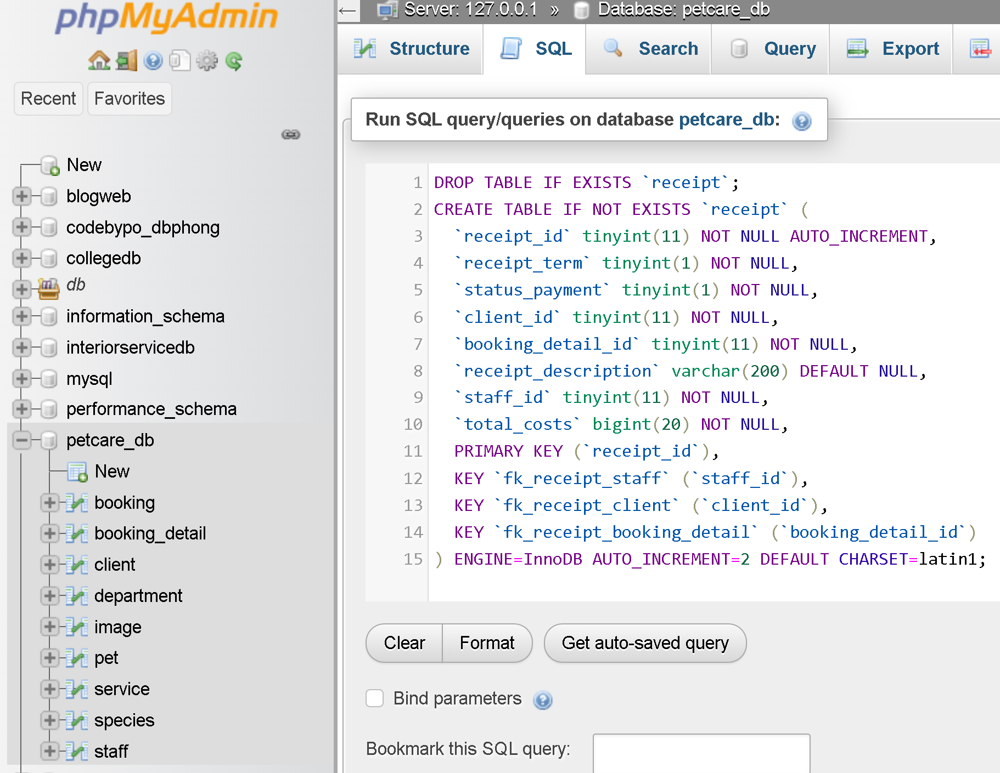 phpMyAdmin
Recent Favorites
New
blogweb
codebypo_dbphong
collegedb
db
information_schema
interiorservicedb
mysql
performance_schema
petcare_db
New
booking
booking_detail
client
department
image
pet
service
species
staff
Server: 127.0.0.1 » Database: petcare_db
Structure SQL Search Query Export
Run SQL query/queries on database petcare_db:
1 DROP TABLE IF EXISTS `receipt`;
2 CREATE TABLE IF NOT EXISTS `receipt` (
3 `receipt_id` tinyint(11) NOT NULL AUTO_INCREMENT,
4 `receipt_term` tinyint(1) NOT NULL,
5 `status_payment` tinyint(1) NOT NULL,
6 `client_id` tinyint(11) NOT NULL,
7 `booking_detail_id` tinyint(11) NOT NULL,
8 `receipt_description` varchar(200) DEFAULT NULL,
9 `staff_id` tinyint(11) NOT NULL,
10 `total_costs` bigint(20) NOT NULL,
11 PRIMARY KEY (`receipt_id`),
12 KEY `fk_receipt_staff` (`staff_id`),
13 KEY `fk_receipt_client` (`client_id`),
14 KEY `fk_receipt_booking_detail` (`booking_detail_id`)
15 ) ENGINE=InnoDB AUTO_INCREMENT=2 DEFAULT CHARSET=latin1;
Clear Format Get auto-saved query
Bind parameters
Bookmark this SQL query: